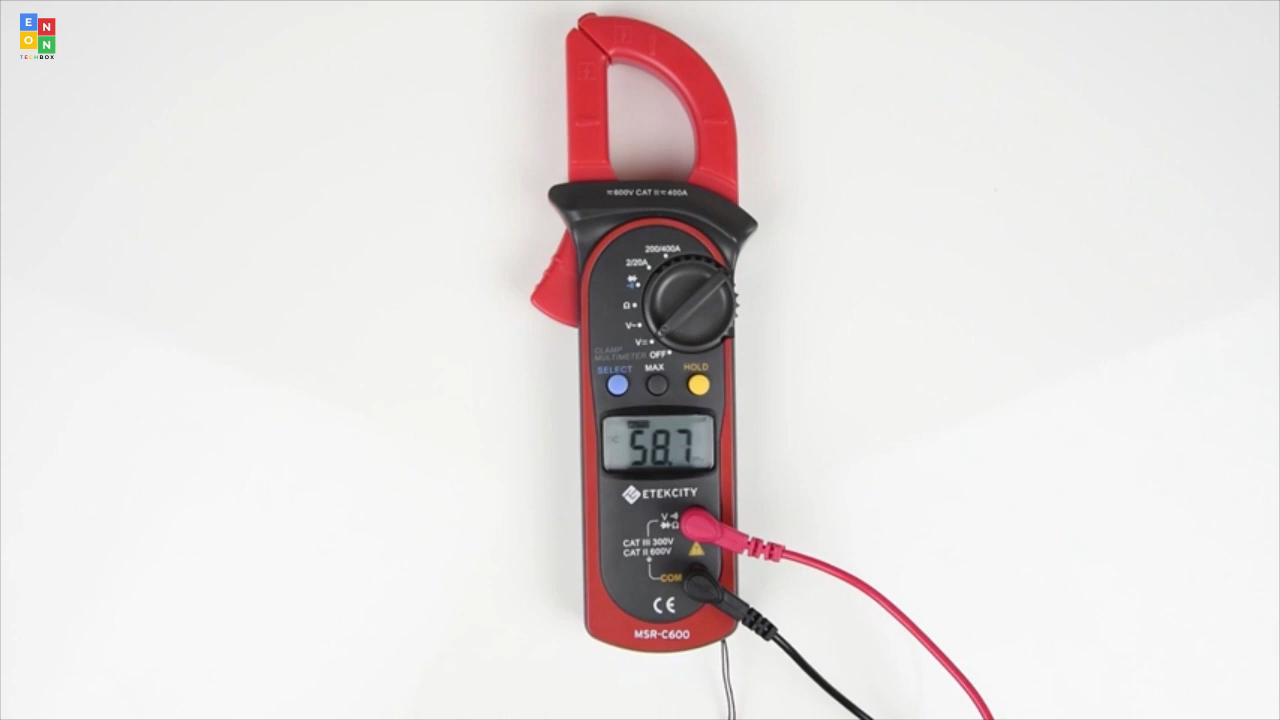 E N
O N
TECHBOX
600V CAT II 400A
200/400A
2/20A
Ω
V~
V
CLAMP
MULTIMETER
OFF
SELECT
MAX
HOLD
58.7
ETEKCITY
V
Ω
CAT III 300V
CAT II 600V
COM
CE
MSR-C600